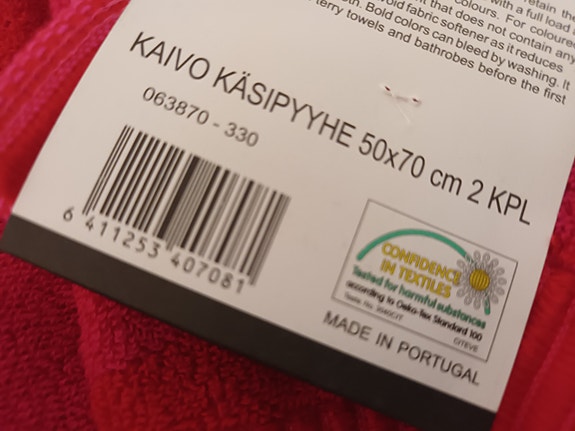 retain the
with a full load a
colours. For coloured
t that does not contain any
oth. Avoid fabric softener as it reduces
Bold colors can bleed by washing. It
terry towels and bathrobes before the first
KAIVO KÄSIPYYHE 50x70 cm 2 KPL
063870 - 330
6 411253 407081
CONFIDENCE
IN TEXTILES
Tested for harmful substances
according to Oeko-Tex Standard 100
CITEVE
MADE IN PORTUGAL